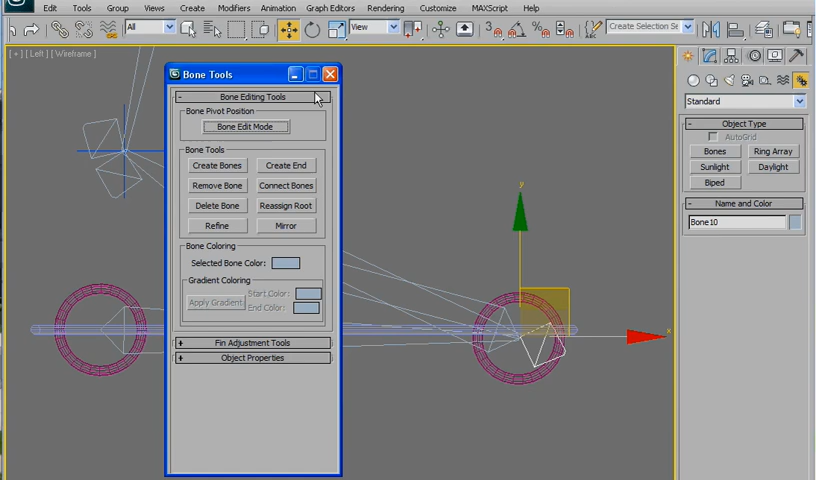 Edit Tools Group Views Create Modifiers Animation Graph Editors Rendering Customize MAXScript Help
All View 3 Create Selection Se
[ + ] [ Left ] [ Wireframe ]
Bone Tools
- Bone Editing Tools
Bone Pivot Position
Bone Edit Mode
Bone Tools
Create Bones Create End
Remove Bone Connect Bones
Delete Bone Reassign Root
Refine Mirror
Bone Coloring
Selected Bone Color:
Gradient Coloring
Apply Gradient Start Color:
End Color:
+ Fin Adjustment Tools
+ Object Properties
y
x
Standard
- Object Type
AutoGrid
Bones Ring Array
Sunlight Daylight
Biped
- Name and Color
Bone10